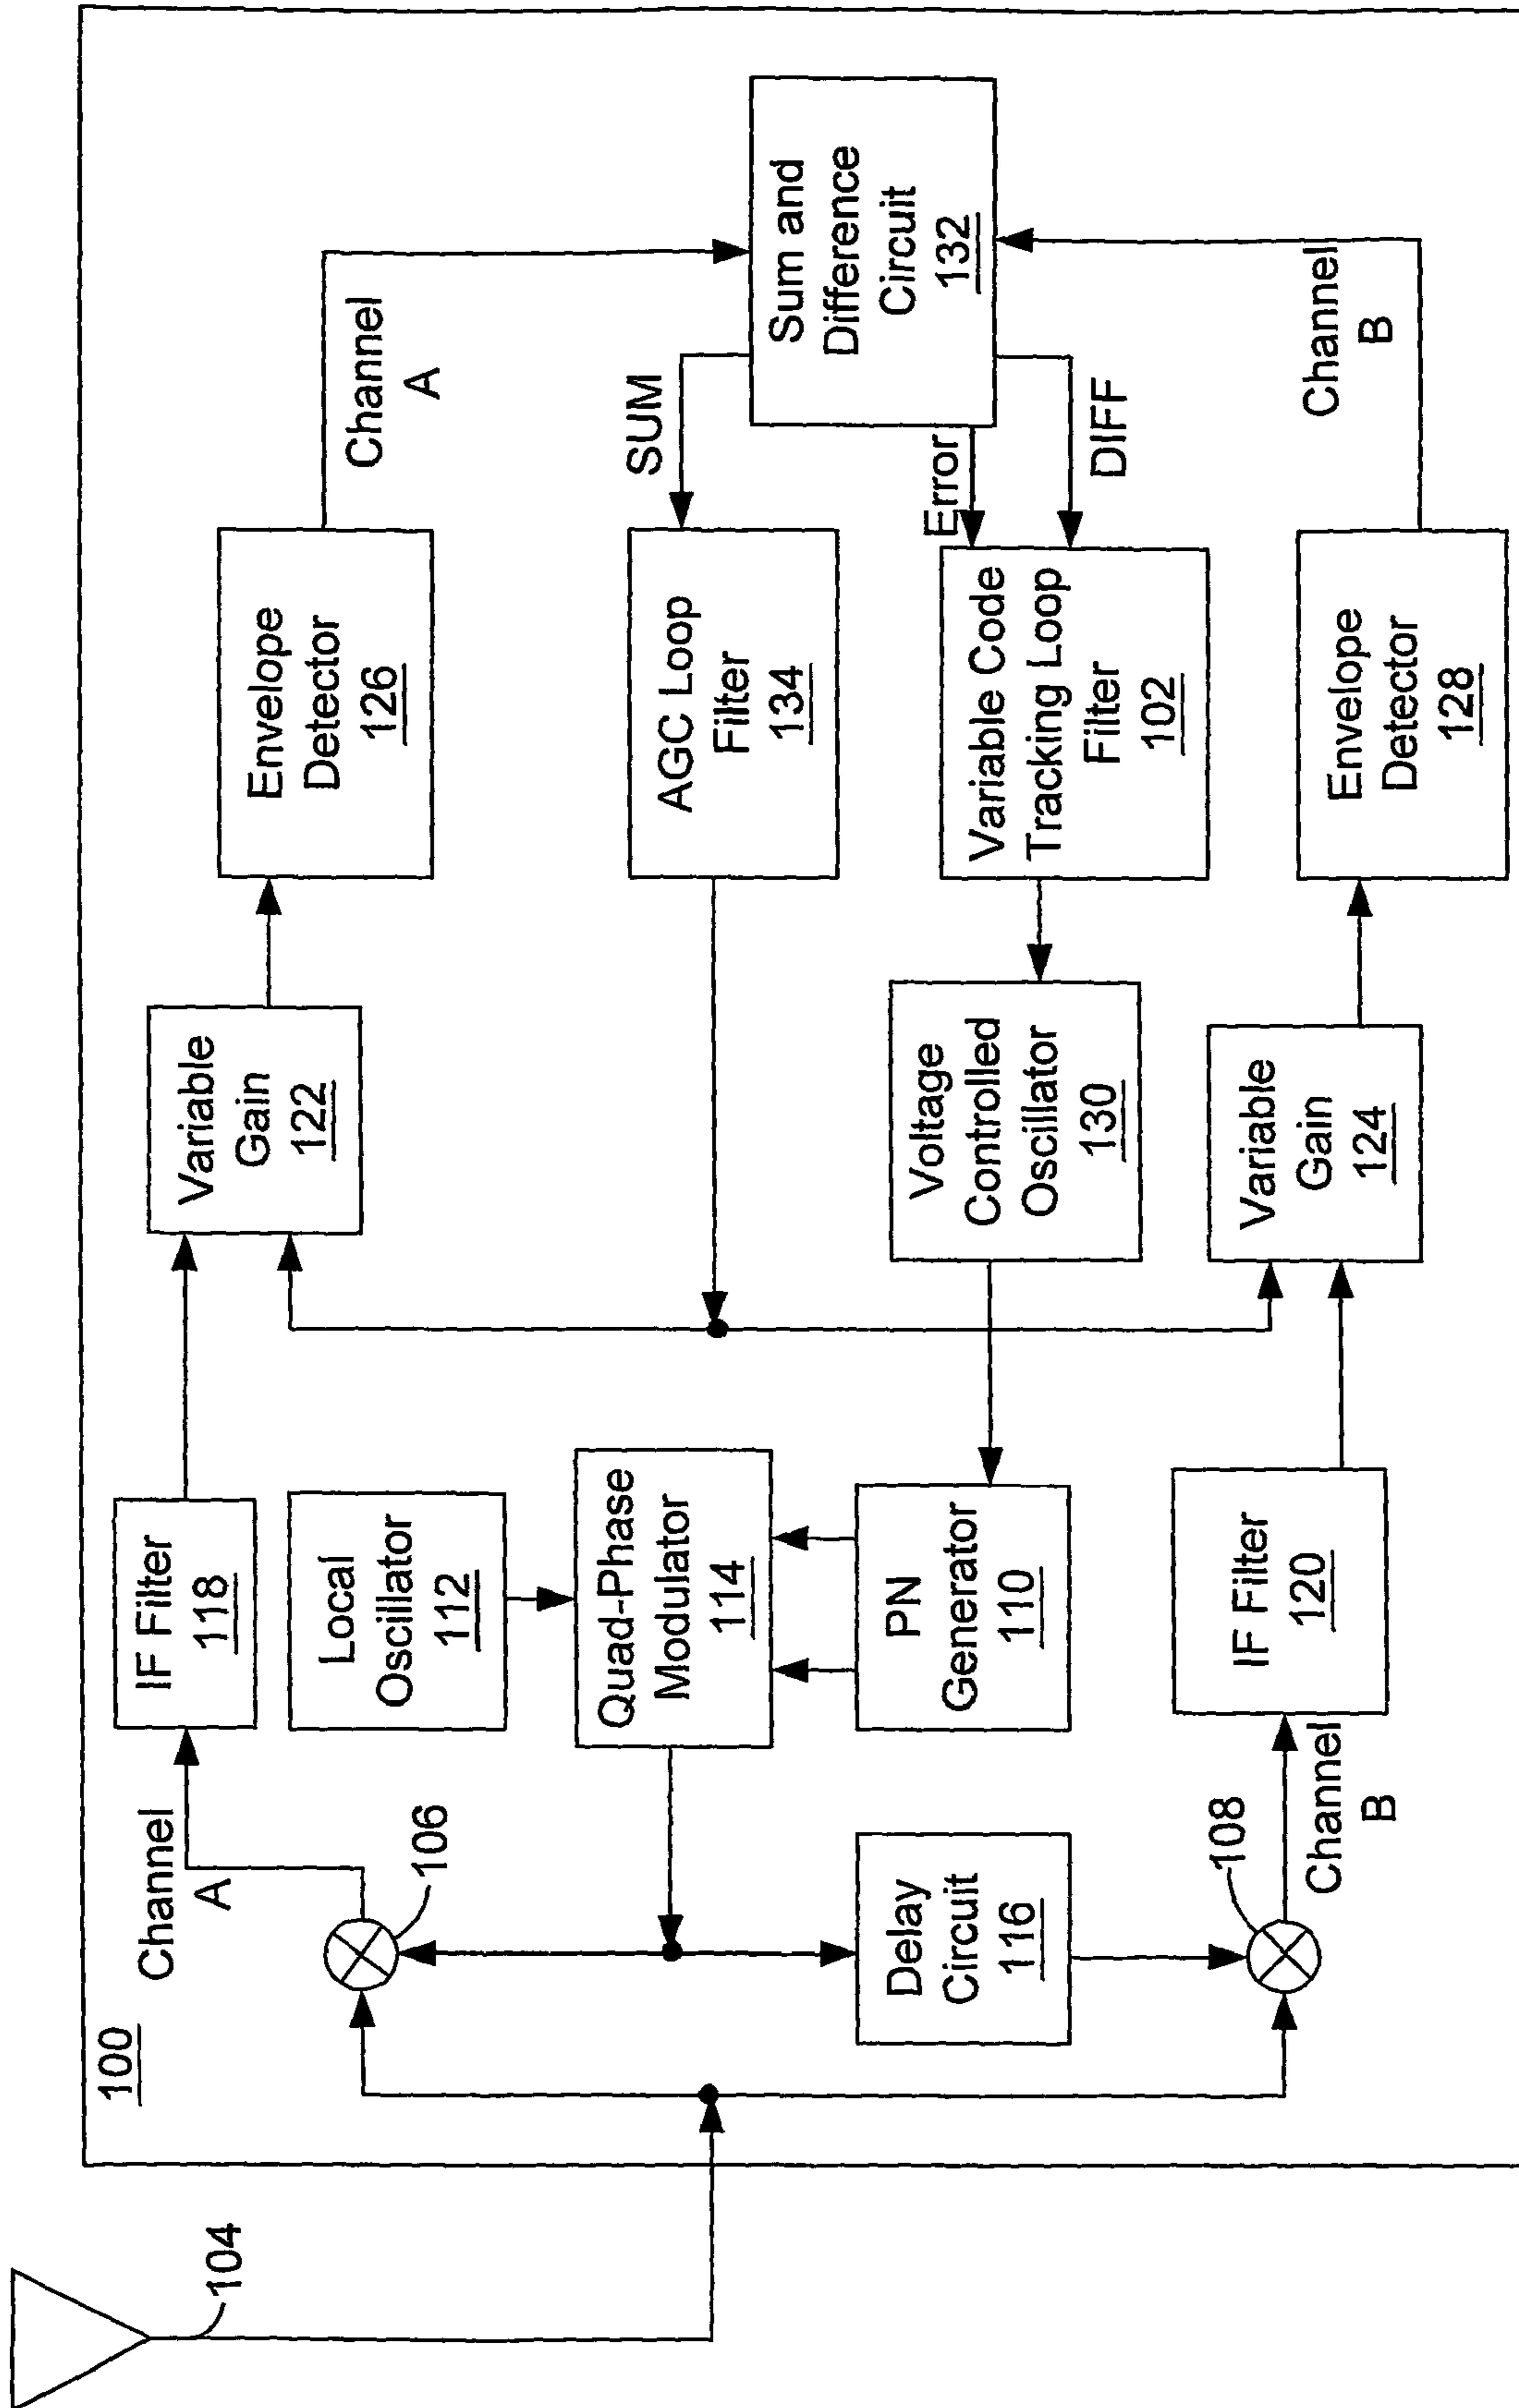 104
100
Channel
A
106
IF Filter
118
Variable
Gain
122
Envelope
Detector
126
Channel
A
Local
Oscillator
112
Quad-Phase
Modulator
114
PN
Generator
110
Delay
Circuit
116
108
Channel
B
IF Filter
120
AGC Loop
Filter
134
SUM
Sum and
Difference
Circuit
132
Error
DIFF
Variable Code
Tracking Loop
Filter
102
Voltage
Controlled
Oscillator
130
Variable
Gain
124
Envelope
Detector
128
Channel
B